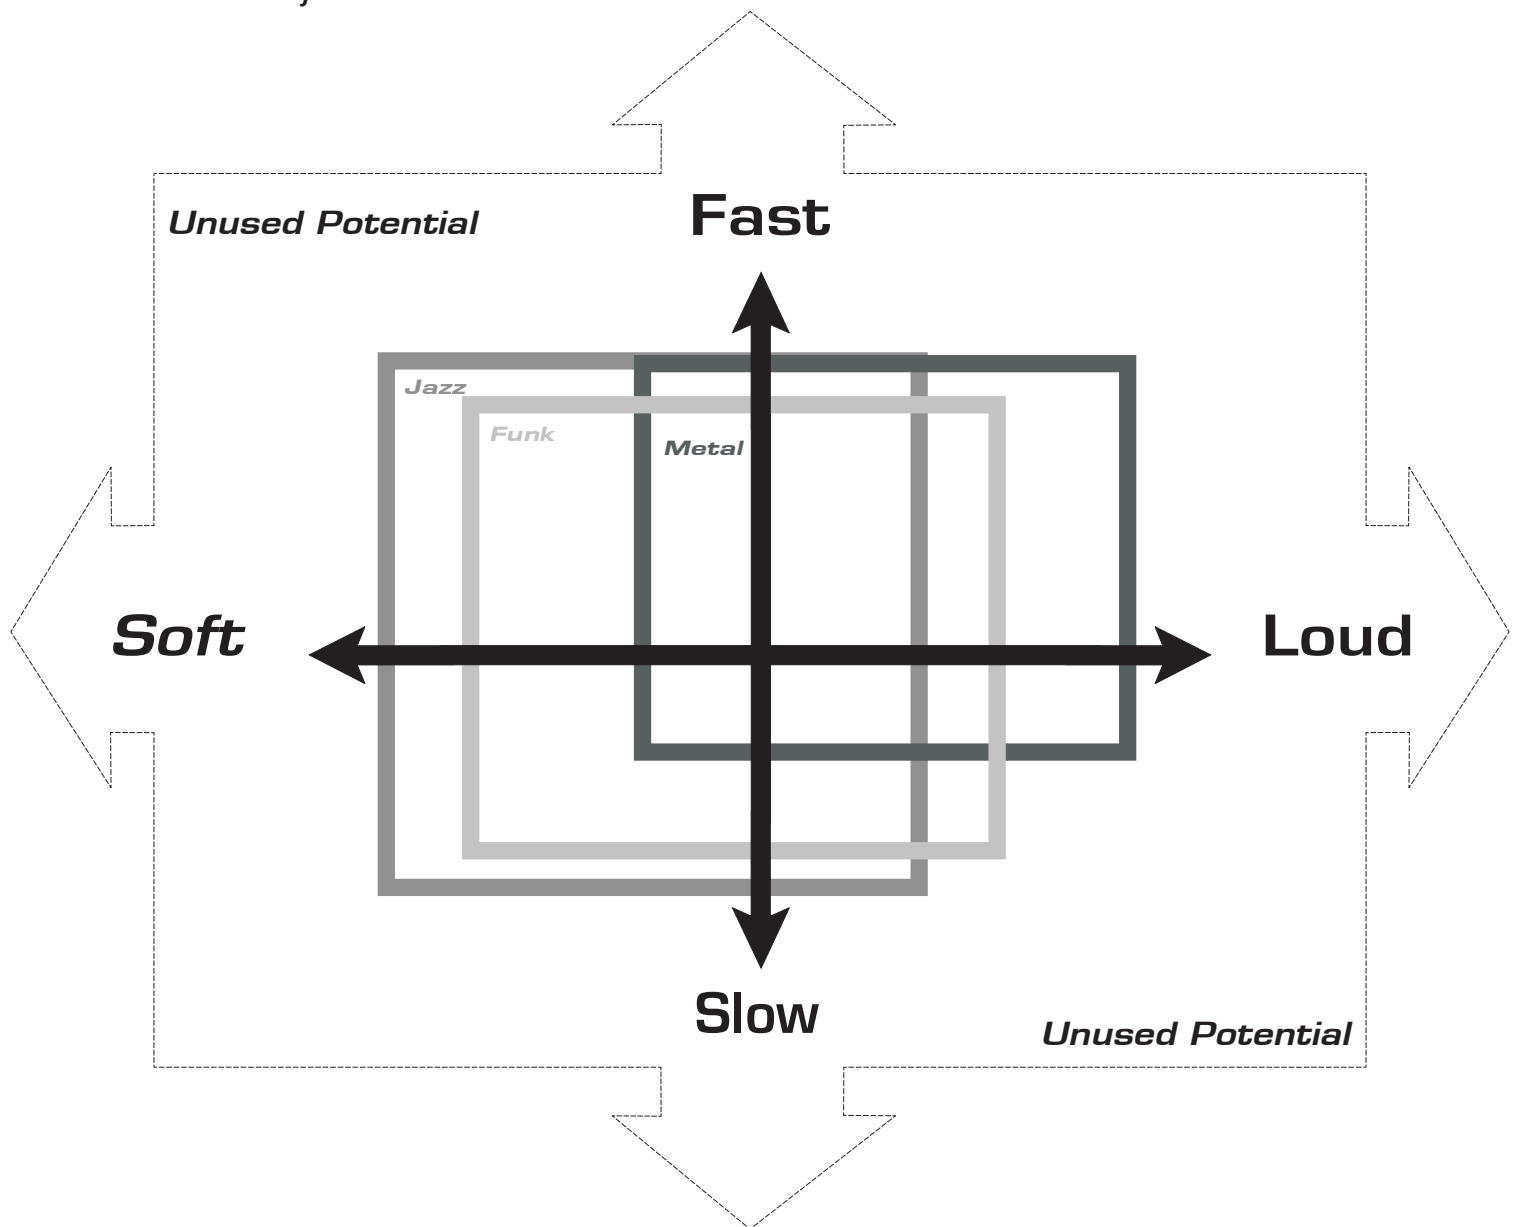 Fast
Unused Potential
Jazz
Funk
Metal
Soft
Loud
Slow
Unused Potential